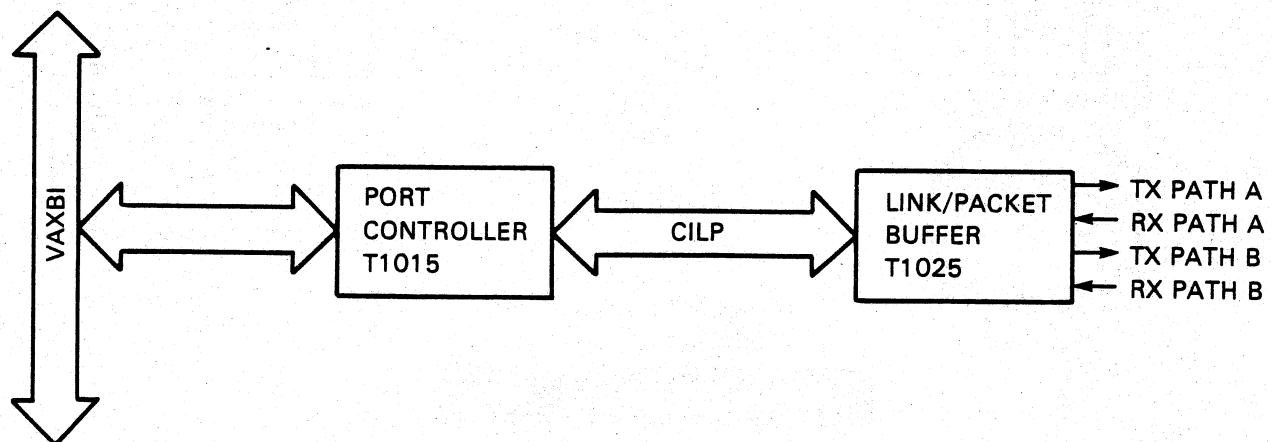 VAXBI
PORT
CONTROLLER
T1015
CILP
LINK/PACKET
BUFFER
T1025
TX PATH A
RX PATH A
TX PATH B
RX PATH B